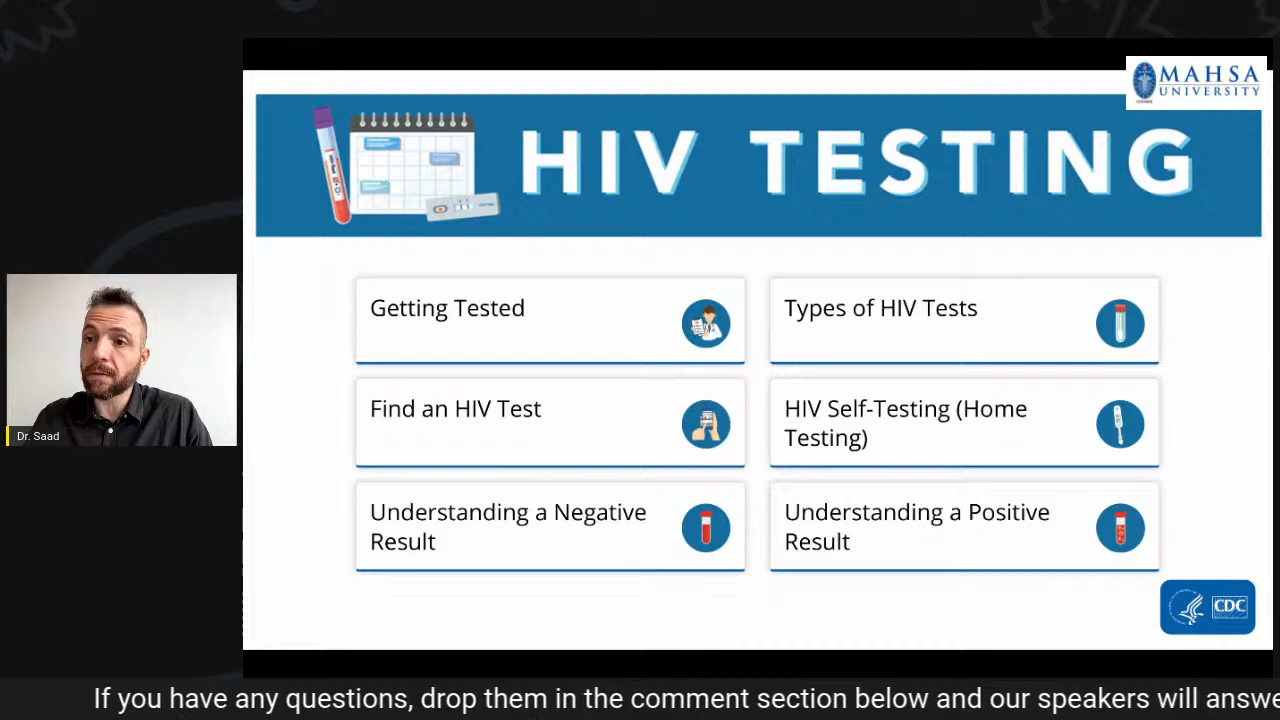 MAHSA
UNIVERSITY
HIV TESTING
Getting Tested
Types of HIV Tests
Find an HIV Test
HIV Self-Testing (Home
Testing)
Understanding a Negative
Result
Understanding a Positive
Result
CDC
Dr. Saad
If you have any questions, drop them in the comment section below and our speakers will answe